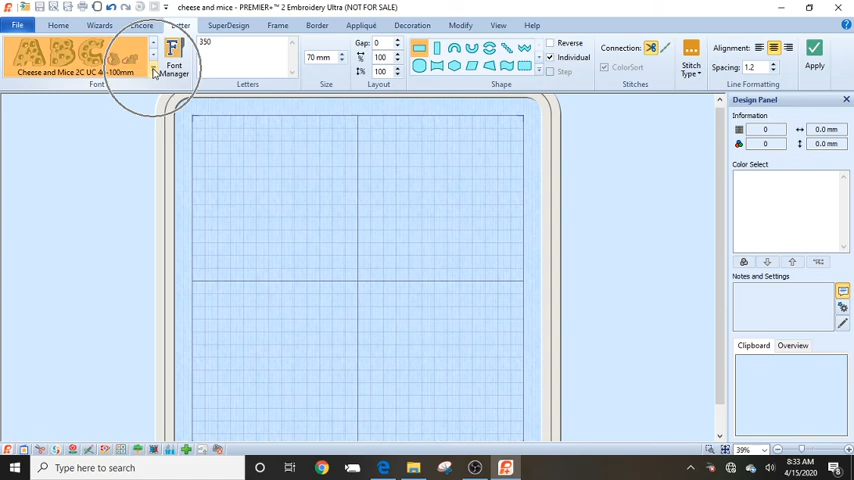 cheese and mice - PREMIER+™ 2 Embroidery Ultra (NOT FOR SALE)
File Home Wizards Encore Letter SuperDesign Frame Border Appliqué Decoration Modify View Help
ABC
Cheese and Mice 2C UC 40-100mm
Font
Font
Manager
350
Letters
70 mm
Size
Gap: 0
100
100
Layout
Shape
Reverse
Individual
Step
Connection:
ColorSort
Stitches
Stitch
Type
Alignment:
Spacing: 1.2
Line Formatting
Apply
Design Panel
Information
0 0.0 mm
0 0.0 mm
Color Select
Notes and Settings
Clipboard Overview
39%
Type here to search
8:33 AM
4/15/2020